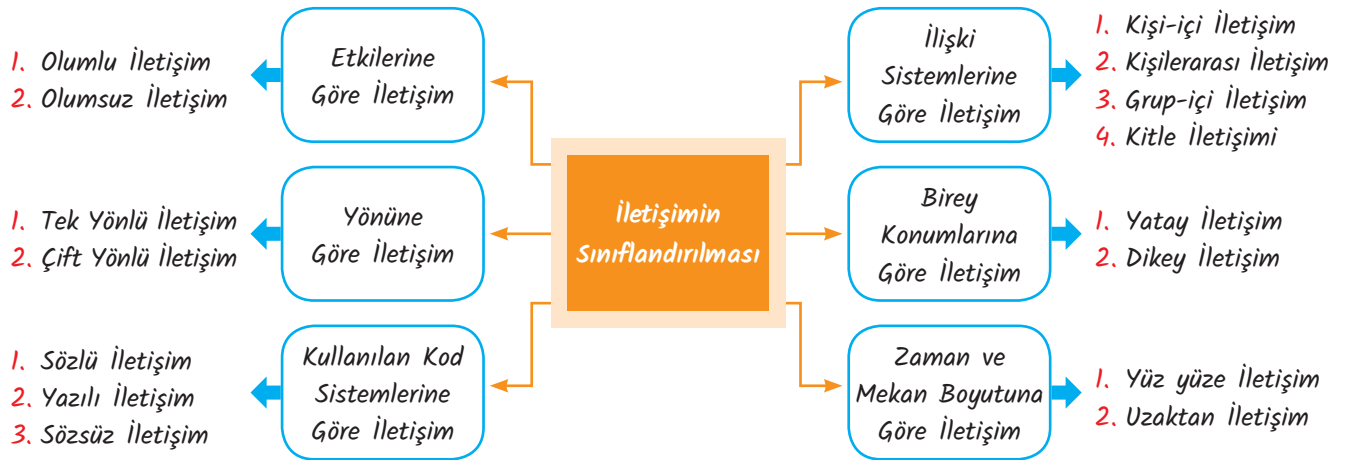 Etkilerine
Göre İletişim
1. Olumlu İletişim
2. Olumsuz İletişim
Yönüne
Göre İletişim
1. Tek Yönlü İletişim
2. Çift Yönlü İletişim
Kullanılan Kod
Sistemlerine
Göre İletişim
1. Sözlü İletişim
2. Yazılı İletişim
3. Sözsüz İletişim
İletişimin
Sınıflandırılması
İlişki
Sistemlerine
Göre İletişim
1. Kişi-içi İletişim
2. Kişilerarası İletişim
3. Grup-içi İletişim
4. Kitle İletişimi
Birey
Konumlarına
Göre İletişim
1. Yatay İletişim
2. Dikey İletişim
Zaman ve
Mekan Boyutuna
Göre İletişim
1. Yüz yüze İletişim
2. Uzaktan İletişim